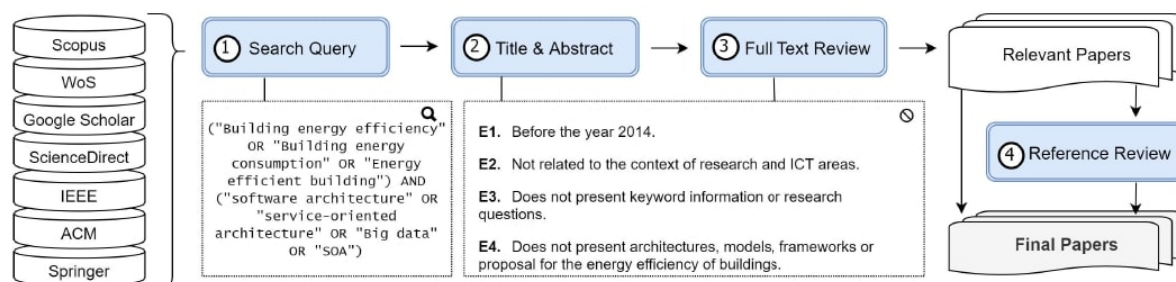 Scopus
WoS
Google Scholar
ScienceDirect
IEEE
ACM
Springer
1 Search Query
("Building energy efficiency"
OR "Building energy
consumption" OR "Energy
efficient building") AND
("software architecture" OR
"service-oriented
architecture" OR "Big data"
OR "SOA")
2 Title & Abstract
3 Full Text Review
E1. Before the year 2014.
E2. Not related to the context of research and ICT areas.
E3. Does not present keyword information or research
questions.
E4. Does not present architectures, models, frameworks or
proposal for the energy efficiency of buildings.
Relevant Papers
4 Reference Review
Final Papers